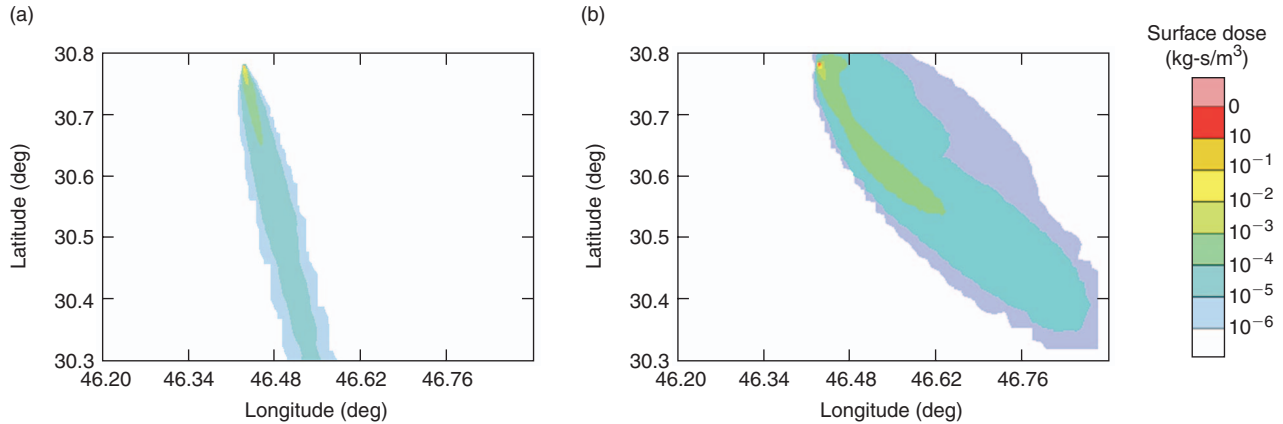 (a)
30.8
30.7
30.6
30.5
30.4
30.3
Latitude (deg)
46.20 46.34 46.48 46.62 46.76
Longitude (deg)
(b)
30.8
30.7
30.6
30.5
30.4
30.3
Latitude (deg)
46.20 46.34 46.48 46.62 46.76
Longitude (deg)
Surface dose
(kg-s/m³)
0
10
10⁻¹
10⁻²
10⁻³
10⁻⁴
10⁻⁵
10⁻⁶